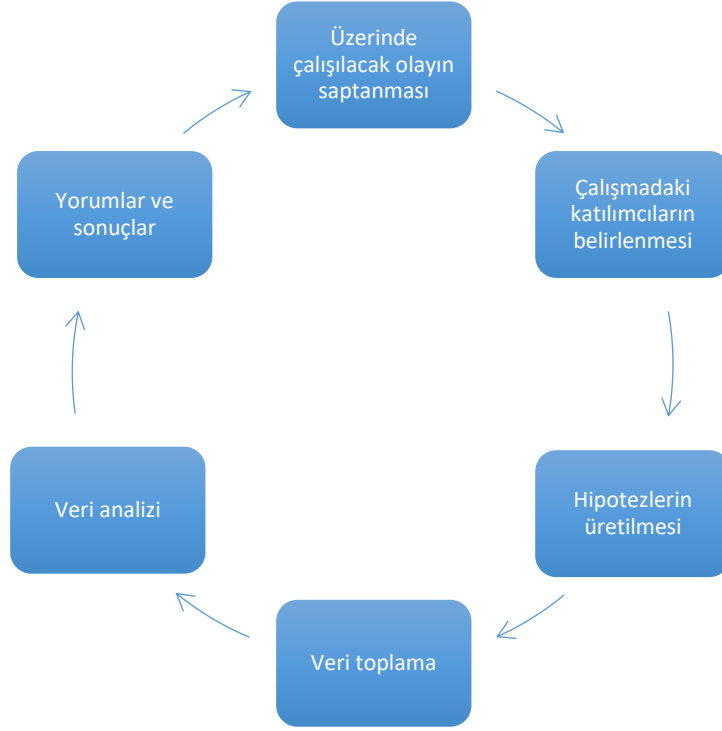 Üzerinde
çalışılacak olayın
saptanması
Çalışmadaki
katılımcıların
belirlenmesi
Hipotezlerin
üretilmesi
Veri toplama
Veri analizi
Yorumlar ve
sonuçlar